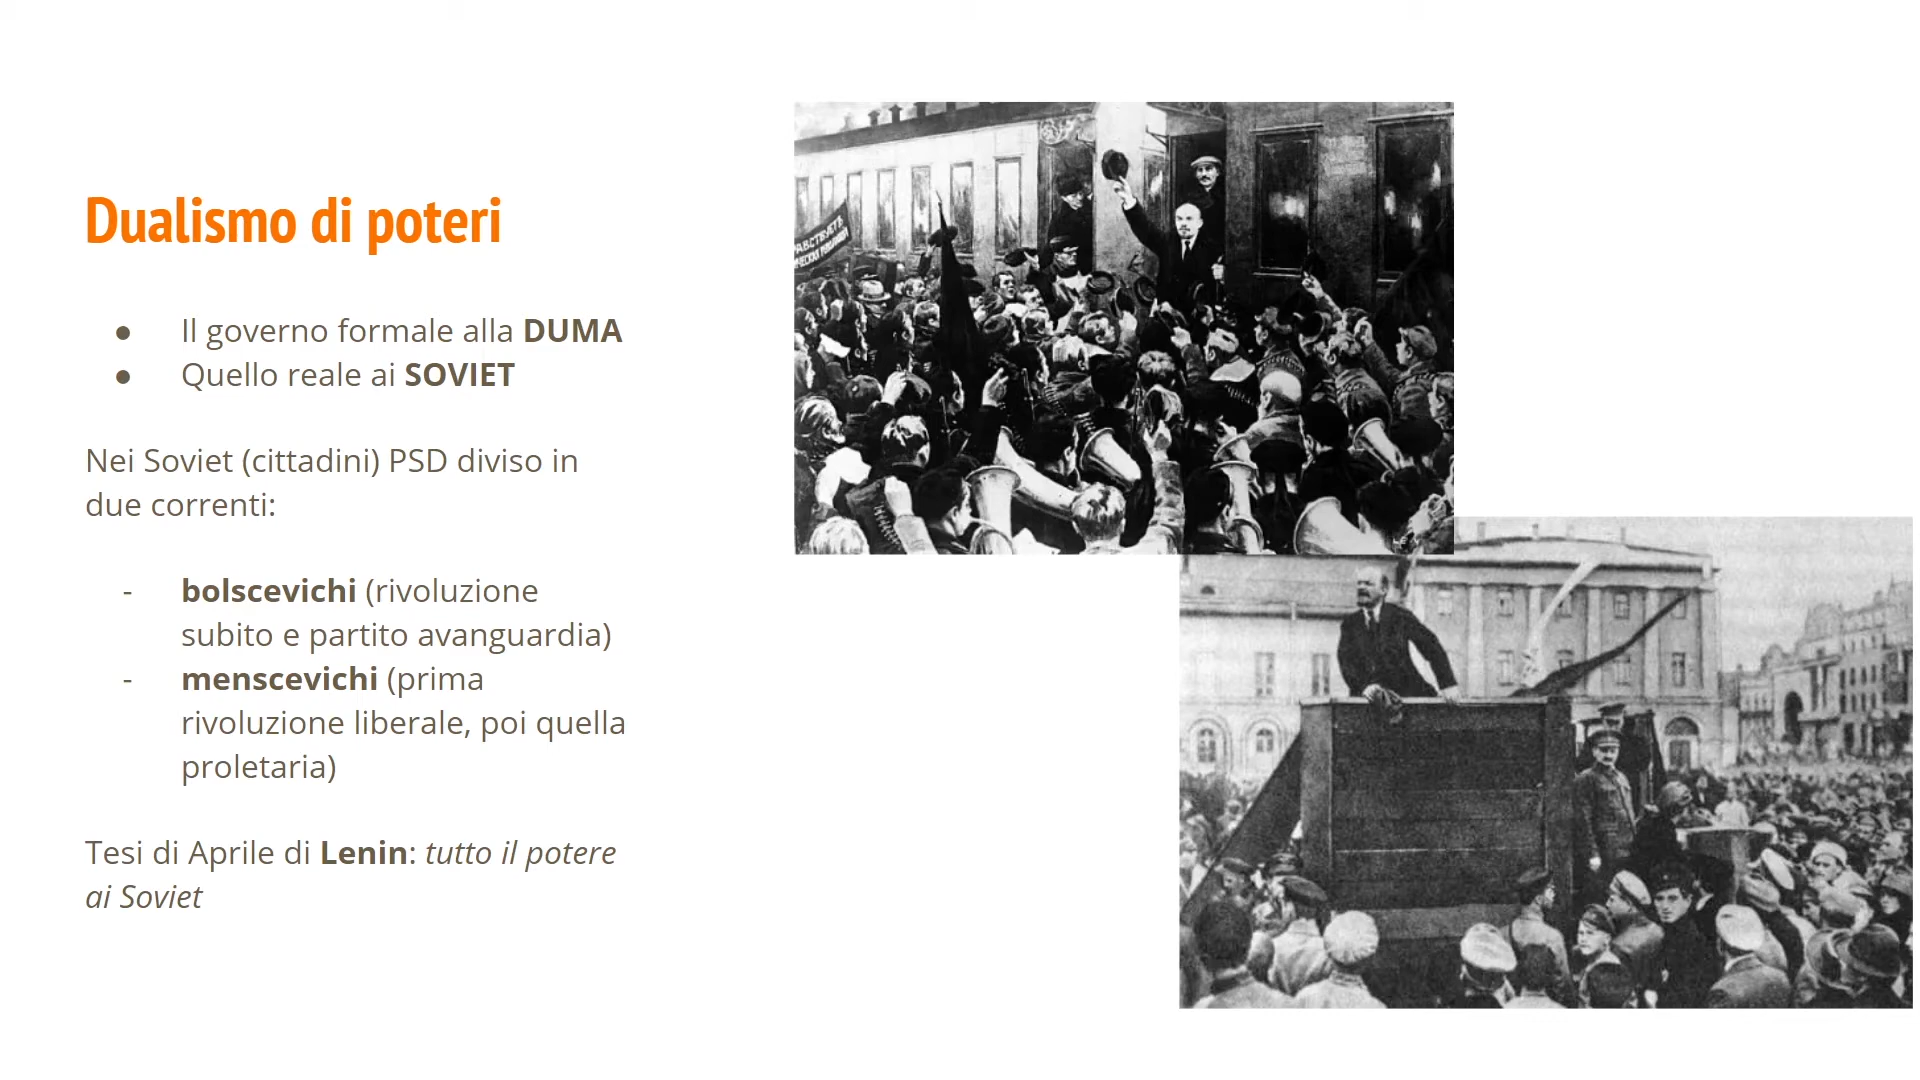 Dualismo di poteri
● Il governo formale alla DUMA
● Quello reale ai SOVIET
Nei Soviet (cittadini) PSD diviso in
due correnti:
- bolscevichi (rivoluzione
subito e partito avanguardia)
- menscevichi (prima
rivoluzione liberale, poi quella
proletaria)
Tesi di Aprile di Lenin: tutto il potere
ai Soviet